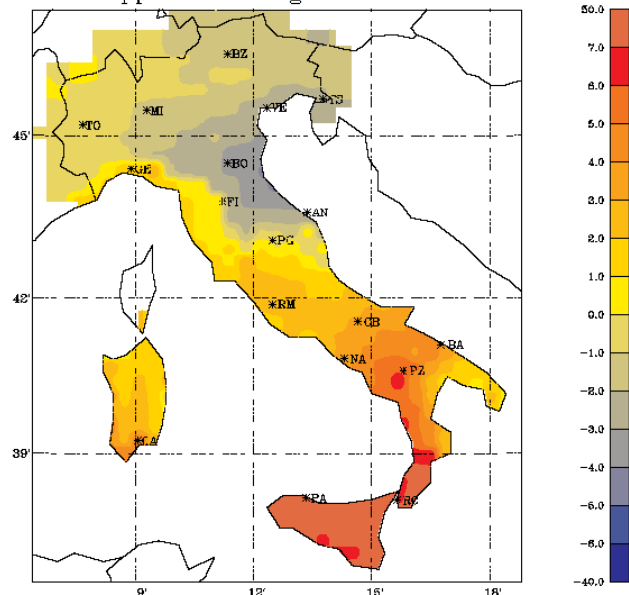 50.0
7.0
6.0
5.0
4.0
3.0
2.0
1.0
0.0
-1.0
-2.0
-3.0
-4.0
-6.0
-5.0
-40.0
*BZ
*MI
*VE
*TS
*TO
45'
*BO
*GE
*FI
*AN
*PG
42'
*RM
*CB
*BA
*NA
*PZ
*CA
39'
*PA
*RC
9'
12'
15'
18'